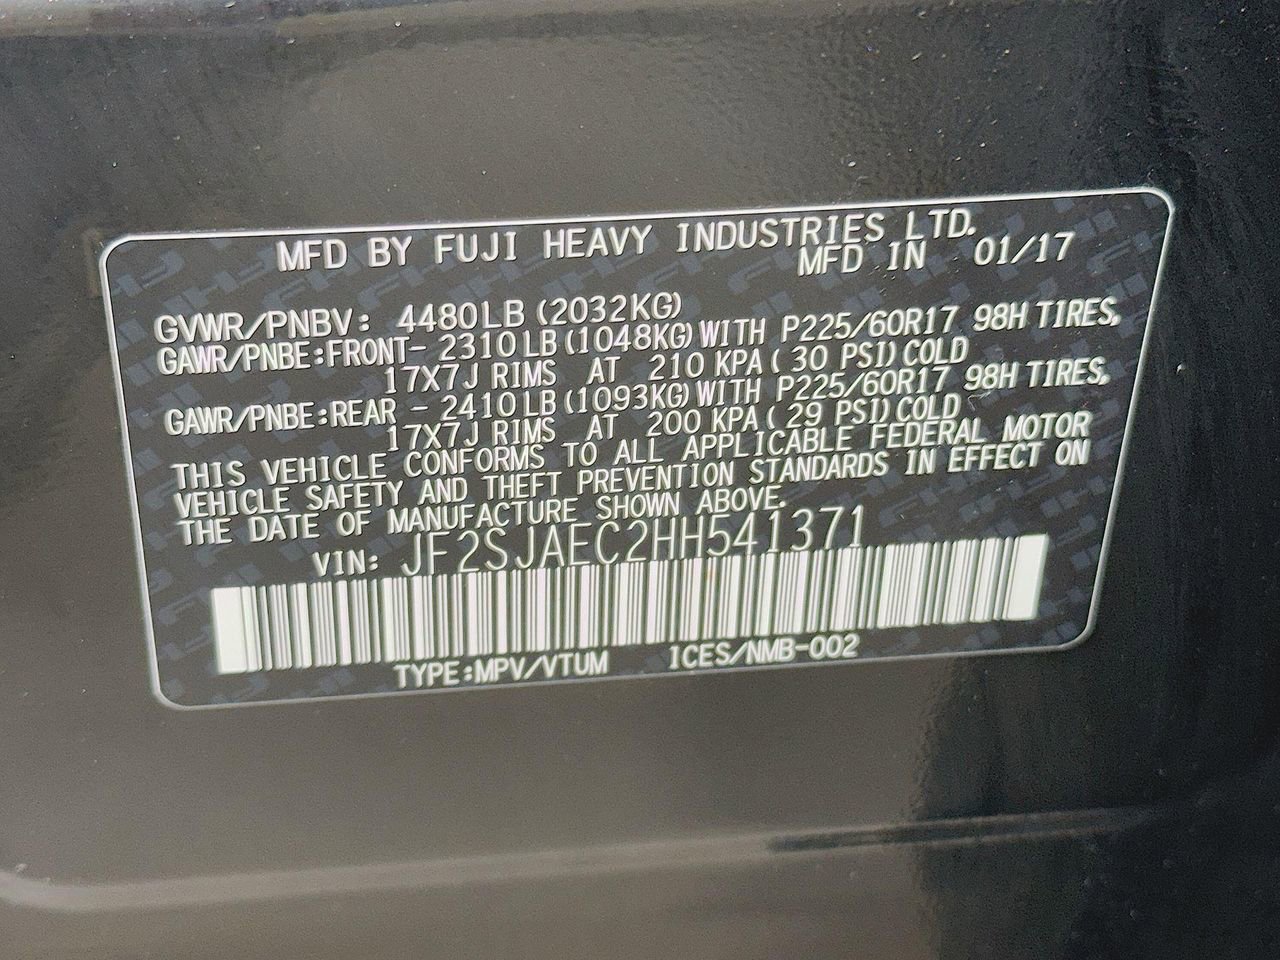 MFD BY FUJI HEAVY INDUSTRIES LTD.
MFD IN 01/17
GVWR/PNBV: 4480LB (2032KG)
GAWR/PNBE:FRONT- 2310LB(1048KG)WITH P225/60R17 98H TIRES,
17X7J RIMS AT 210 KPA( 30 PSI)COLD
GAWR/PNBE:REAR - 2410LB(1093KG)WITH P225/60R17 98H TIRES,
17X7J RIMS AT 200 KPA( 29 PSI)COLD
THIS VEHICLE CONFORMS TO ALL APPLICABLE FEDERAL MOTOR
VEHICLE SAFETY AND THEFT PREVENTION STANDARDS IN EFFECT ON
THE DATE OF MANUFACTURE SHOWN ABOVE.
VIN: JF2SJAEC2HH541371
TYPE:MPV/VTUM ICES/NMB-002